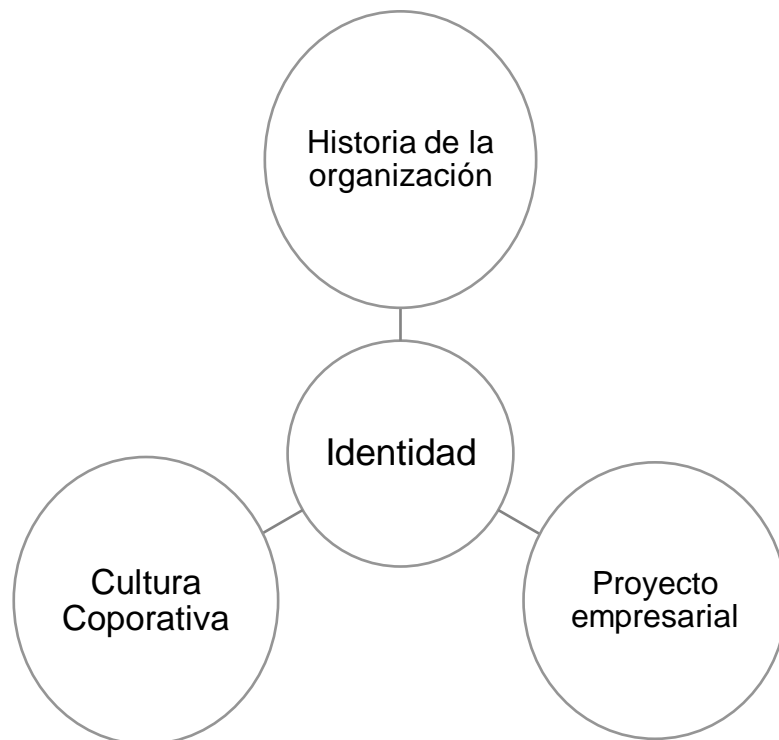 Historia de la
organización
Identidad
Cultura
Coporativa
Proyecto
empresarial